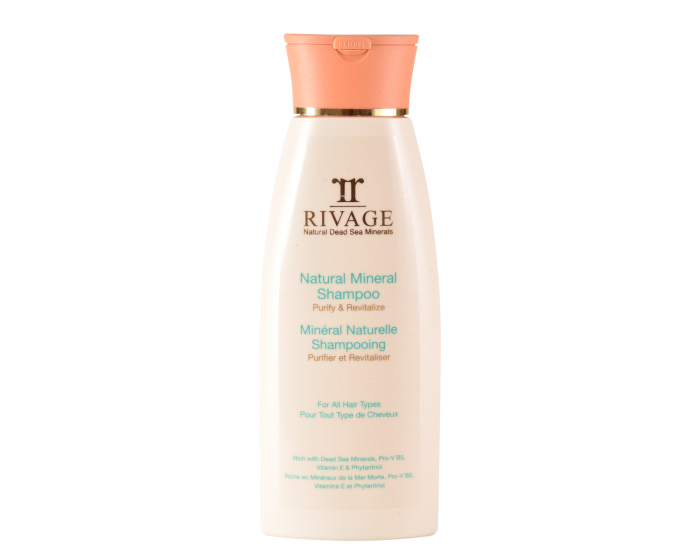 RIVAGE
Natural Dead Sea Minerals
Natural Mineral
Shampoo
Purify & Revitalize
Minéral Naturelle
Shampooing
Purifier et Revitaliser
For All Hair Types
Pour Tout Type de Cheveux
Rich with Dead Sea Minerals, Pro-V B5,
Vitamin E & Phytantriol
Riche en Minéraux de la Mer Morte, Pro-V B5,
Vitamine E et Phytantriol